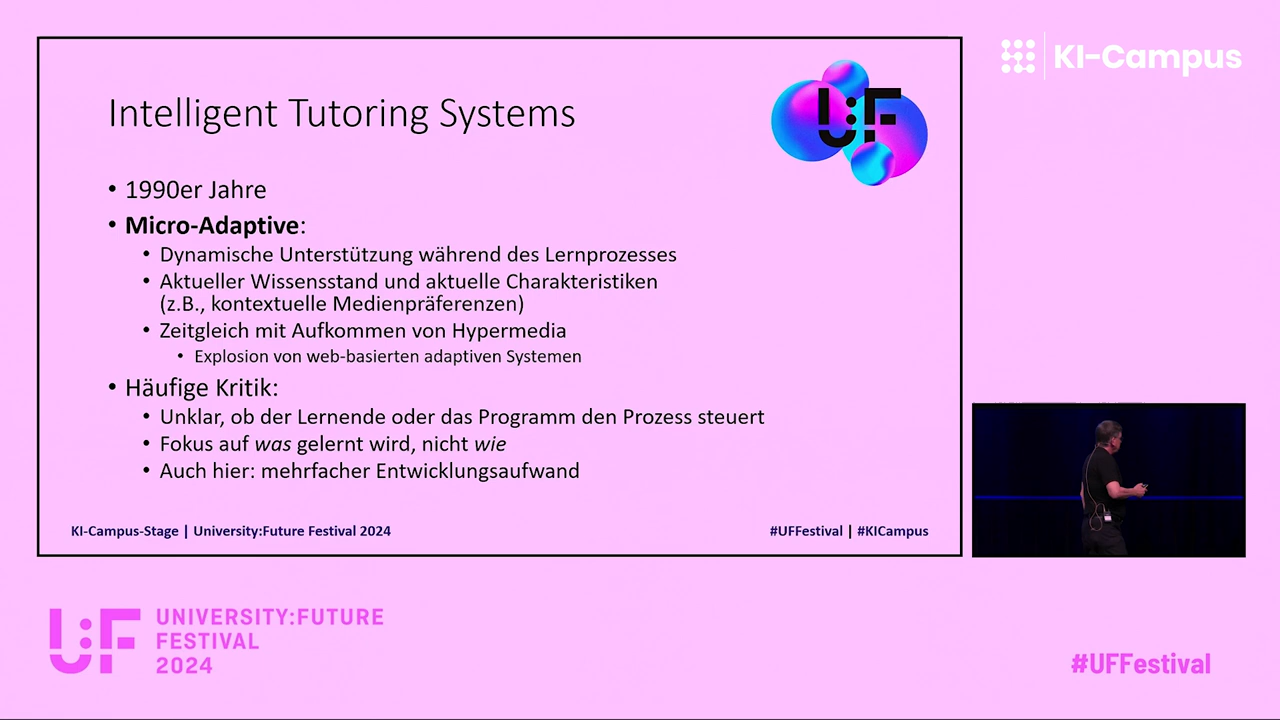 KI-Campus
Intelligent Tutoring Systems
U:F
• 1990er Jahre
• Micro-Adaptive:
• Dynamische Unterstützung während des Lernprozesses
• Aktueller Wissensstand und aktuelle Charakteristiken
(z.B., kontextuelle Medienpräferenzen)
• Zeitgleich mit Aufkommen von Hypermedia
• Explosion von web-basierten adaptiven Systemen
• Häufige Kritik:
• Unklar, ob der Lernende oder das Programm den Prozess steuert
• Fokus auf was gelernt wird, nicht wie
• Auch hier: mehrfacher Entwicklungsaufwand
KI-Campus-Stage | University:Future Festival 2024
#UFFestival | #KICampus
U:F
UNIVERSITY:FUTURE
FESTIVAL
2024
#UFFestival